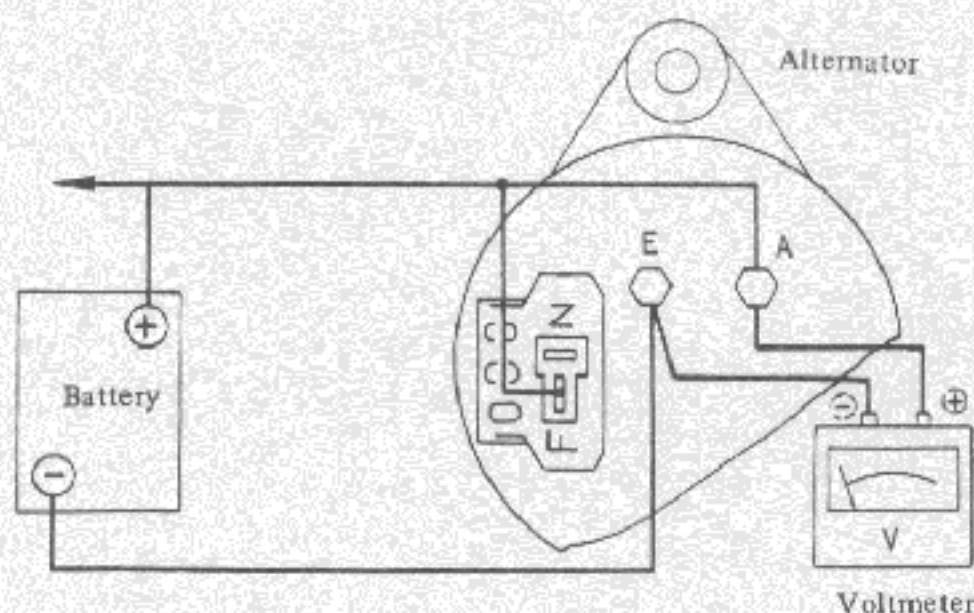 Alternator
E
A
N
F
+
Battery
-
- +
V
Voltmeter